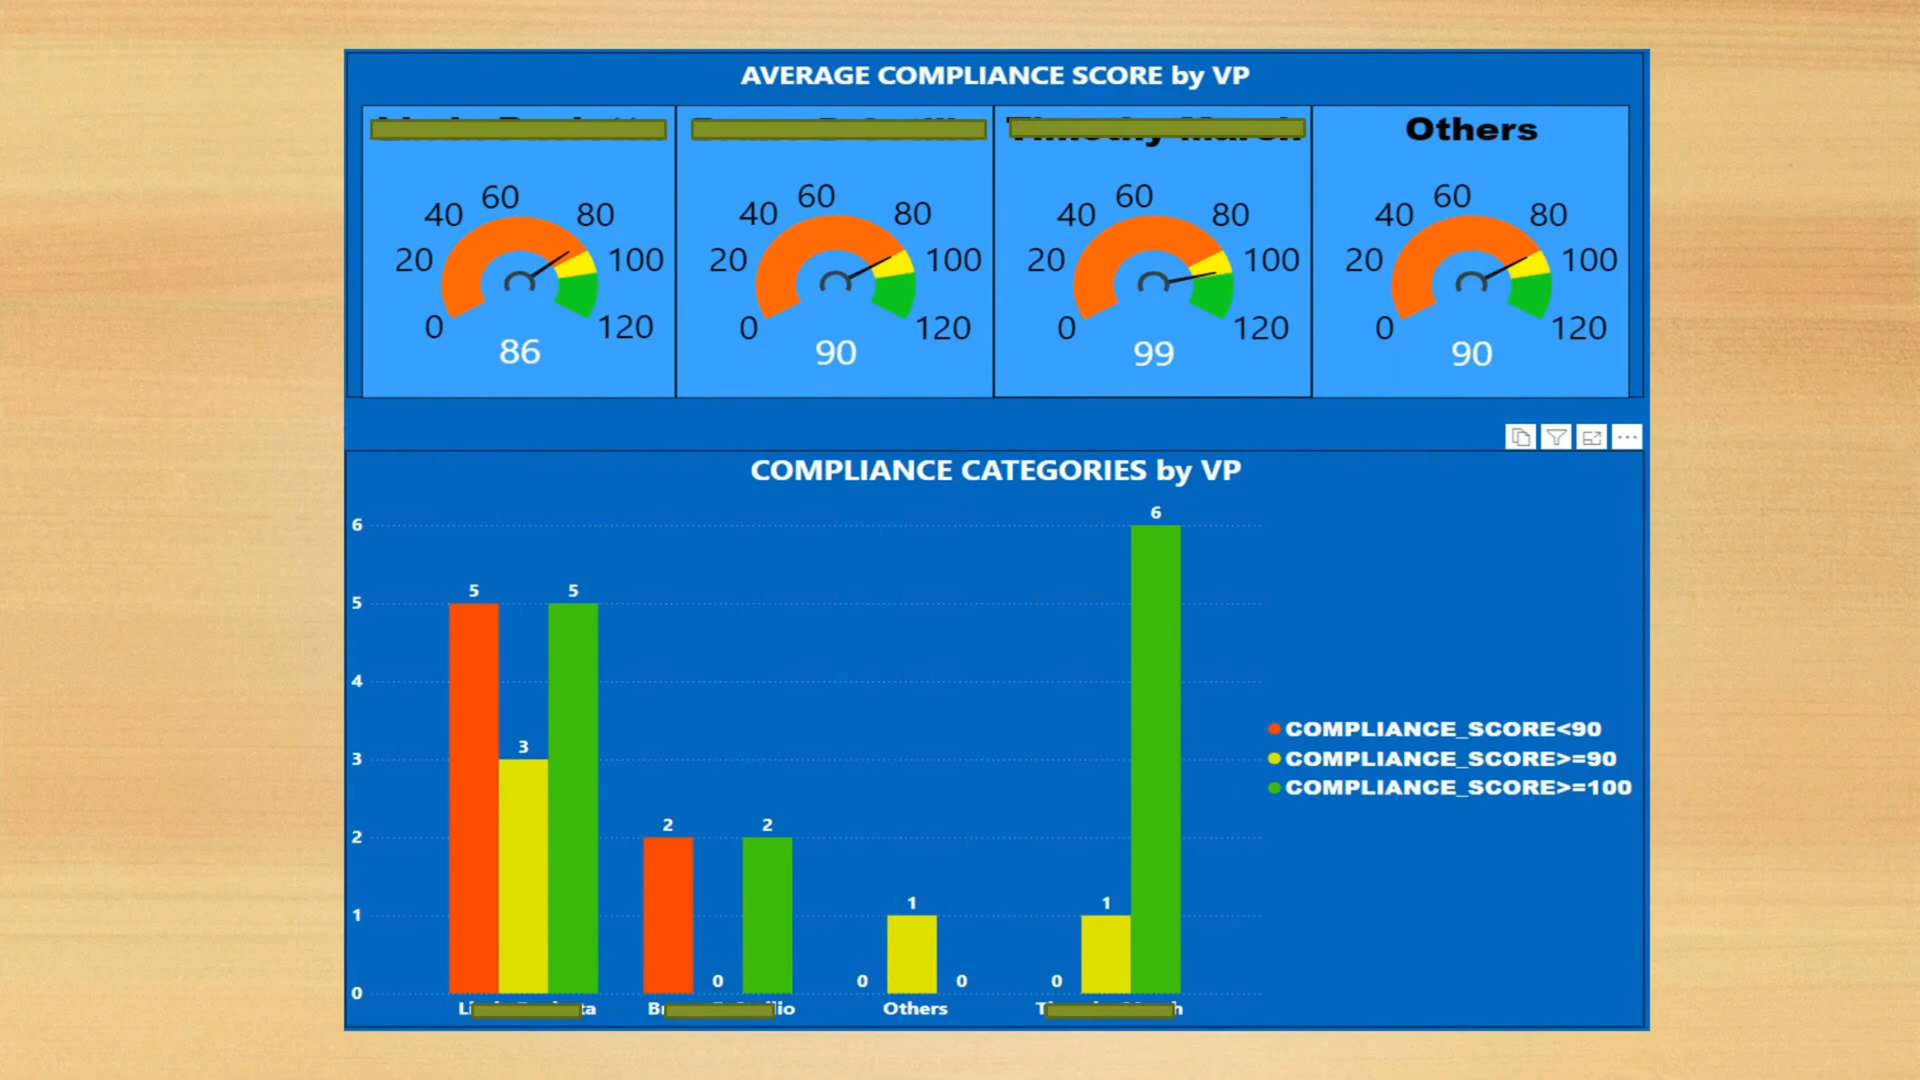 AVERAGE COMPLIANCE SCORE by VP
Others
0 20 40 60 80 100 120
86
0 20 40 60 80 100 120
90
0 20 40 60 80 100 120
99
0 20 40 60 80 100 120
90
COMPLIANCE CATEGORIES by VP
6
5
4
3
2
1
0
5 3 5
2 0 2
0 1 0
0 1 6
Others
COMPLIANCE_SCORE<90
COMPLIANCE_SCORE>=90
COMPLIANCE_SCORE>=100